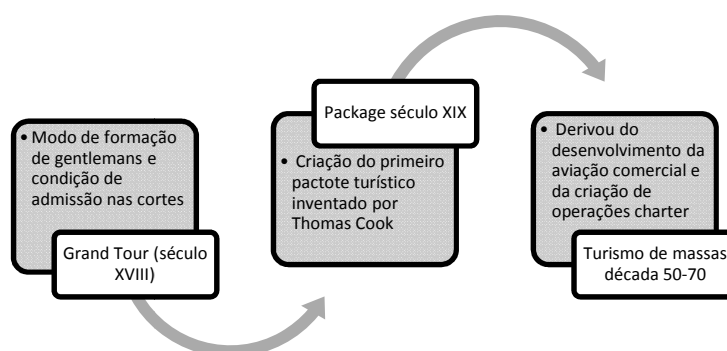 • Modo de formação
de gentlemans e
condição de
admissão nas cortes
Grand Tour (século
XVIII)
Package século XIX
• Criação do primeiro
pactote turístico
inventado por
Thomas Cook
• Derivou do
desenvolvimento da
aviação comercial e
da criação de
operações charter
Turismo de massas
década 50-70